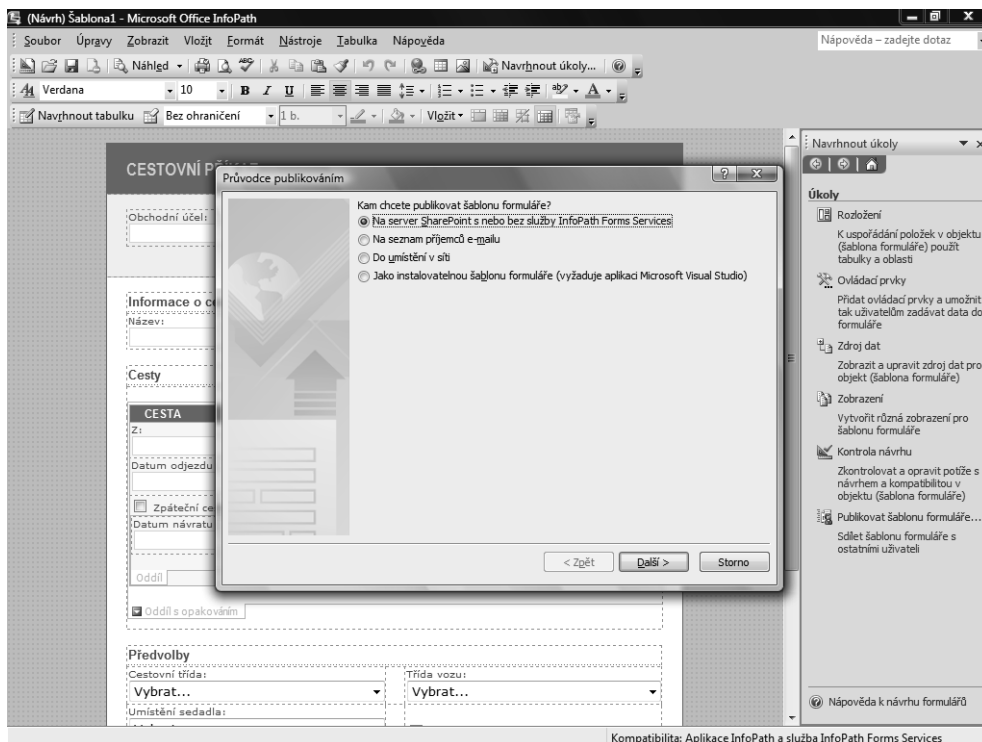 (Návrh) Šablona1 - Microsoft Office InfoPath
Soubor Úpravy Zobrazit Vložit Formát Nástroje Tabulka Nápověda
Nápověda – zadejte dotaz
Náhled Navrhnout úkoly...
Verdana 10 B I U
Navrhnout tabulku Bez ohraničení 1 b. Vložit
CESTOVNÍ
Obchodní účel:
Informace o
Název:
Cesty
CESTA
Z:
Datum odjezdu
Zpáteční
Datum návratu
Oddíl
Oddíl s opakováním
Předvolby
Cestovní třída:
Třída vozu:
Vybrat...
Vybrat...
Umístění sedadla:
Průvodce publikováním
Kam chcete publikovat šablonu formuláře?
Na server SharePoint s nebo bez služby InfoPath Forms Services
Na seznam příjemců e-mailu
Do umístění v síti
Jako instalovatelnou šablonu formuláře (vyžaduje aplikaci Microsoft Visual Studio)
< Zpět Další > Storno
Navrhnout úkoly
Úkoly
Rozložení
K uspořádání položek v objektu
(šablona formuláře) použít
tabulky a oblasti
Ovládací prvky
Přidat ovládací prvky a umožnit
tak uživatelům zadávat data do
formuláře
Zdroj dat
Zobrazit a upravit zdroj dat pro
objekt (šablona formuláře)
Zobrazení
Vytvořit různá zobrazení pro
šablonu formuláře
Kontrola návrhu
Zkontrolovat a opravit potíže s
návrhem a kompatibilitou v
objektu (šablona formuláře)
Publikovat šablonu formuláře...
Sdílet šablonu formuláře s
ostatními uživateli
Nápověda k návrhu formulářů
Kompatibilita: Aplikace InfoPath a služba InfoPath Forms Services